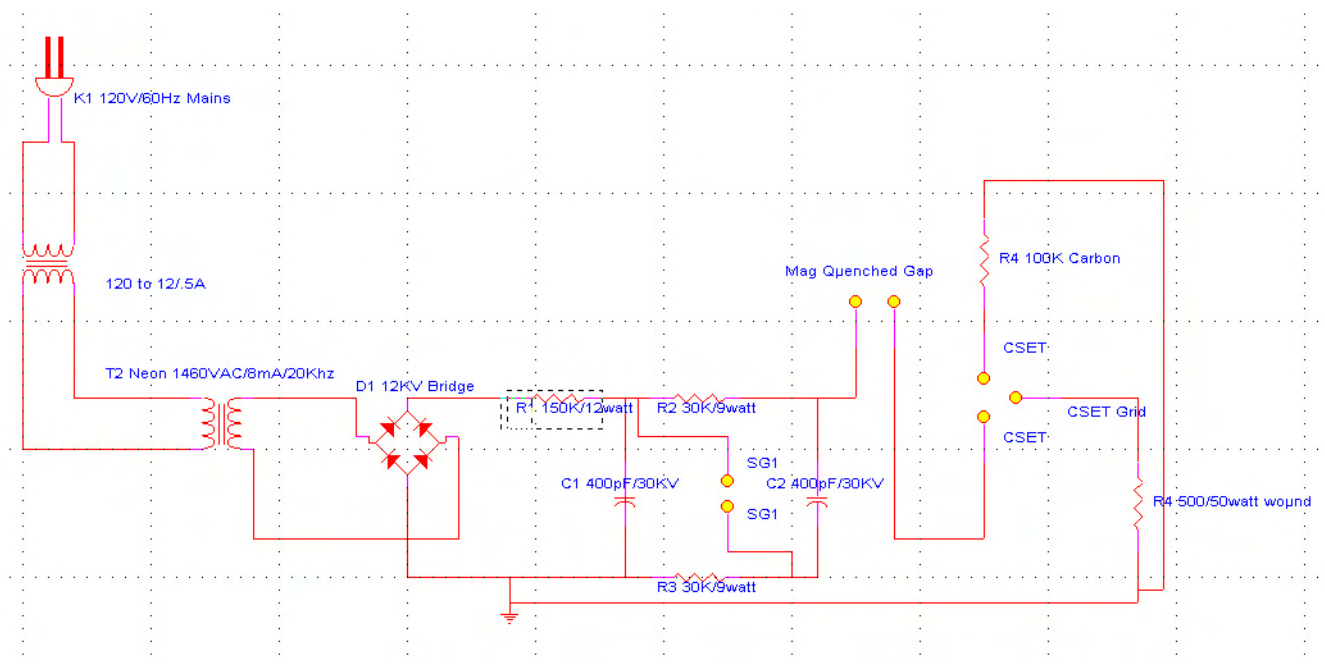 K1 120V/60Hz Mains
120 to 12/.5A
T2 Neon 1460VAC/8mA/20Khz
D1 12KV Bridge
R1 150K/12watt
R2 30K/9watt
C1 400pF/30KV
SG1
SG1
C2 400pF/30KV
R3 30K/9watt
Mag Quenched Gap
R4 100K Carbon
CSET
CSET Grid
CSET
R4 500/50watt wound